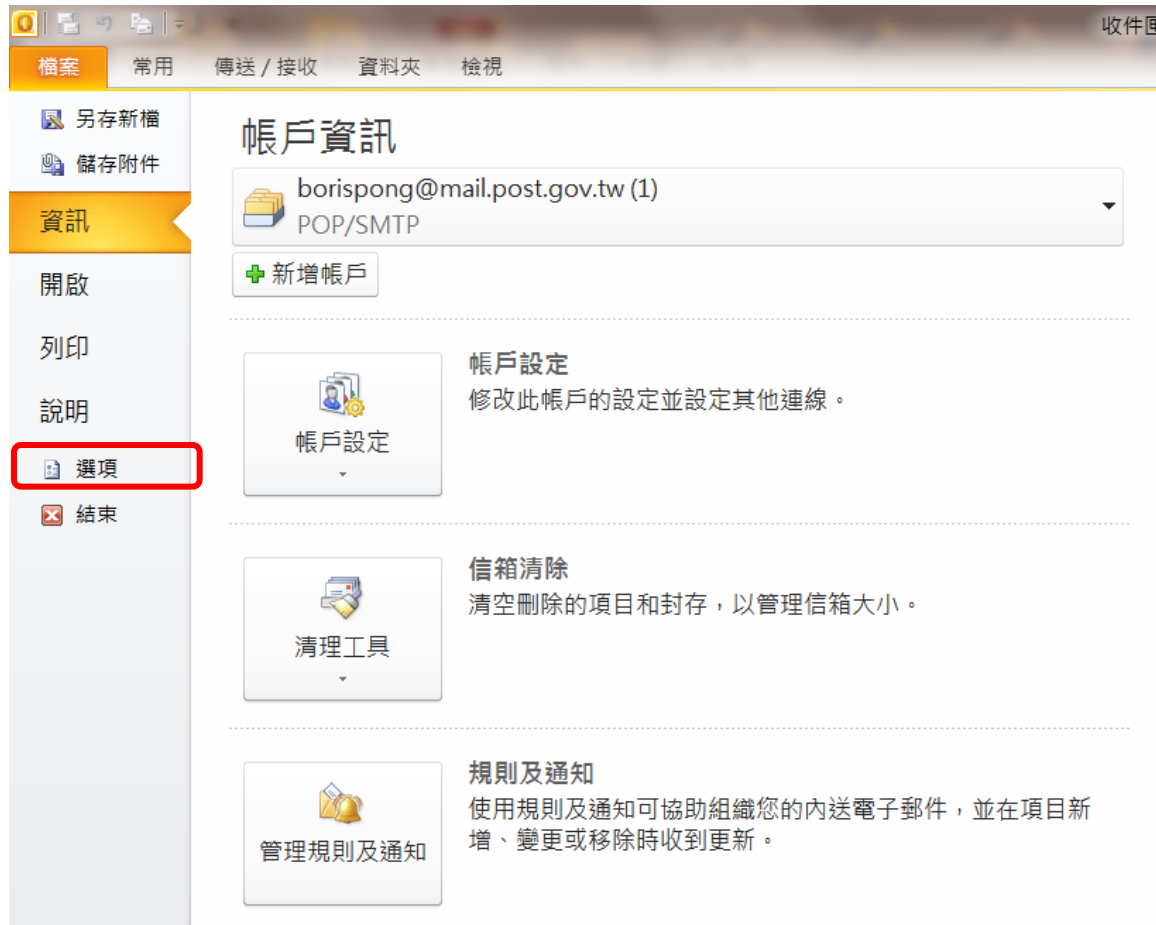 收件匣
檔案 常用 傳送 / 接收 資料夾 檢視
另存新檔
儲存附件
資訊
開啟
列印
說明
選項
結束
帳戶資訊
borispong@mail.post.gov.tw (1)
POP/SMTP
新增帳戶
帳戶設定
帳戶設定
修改此帳戶的設定並設定其他連線。
清理工具
信箱清除
清空刪除的項目和封存，以管理信箱大小。
管理規則及通知
規則及通知
使用規則及通知可協助組織您的內送電子郵件，並在項目新
增、變更或移除時收到更新。